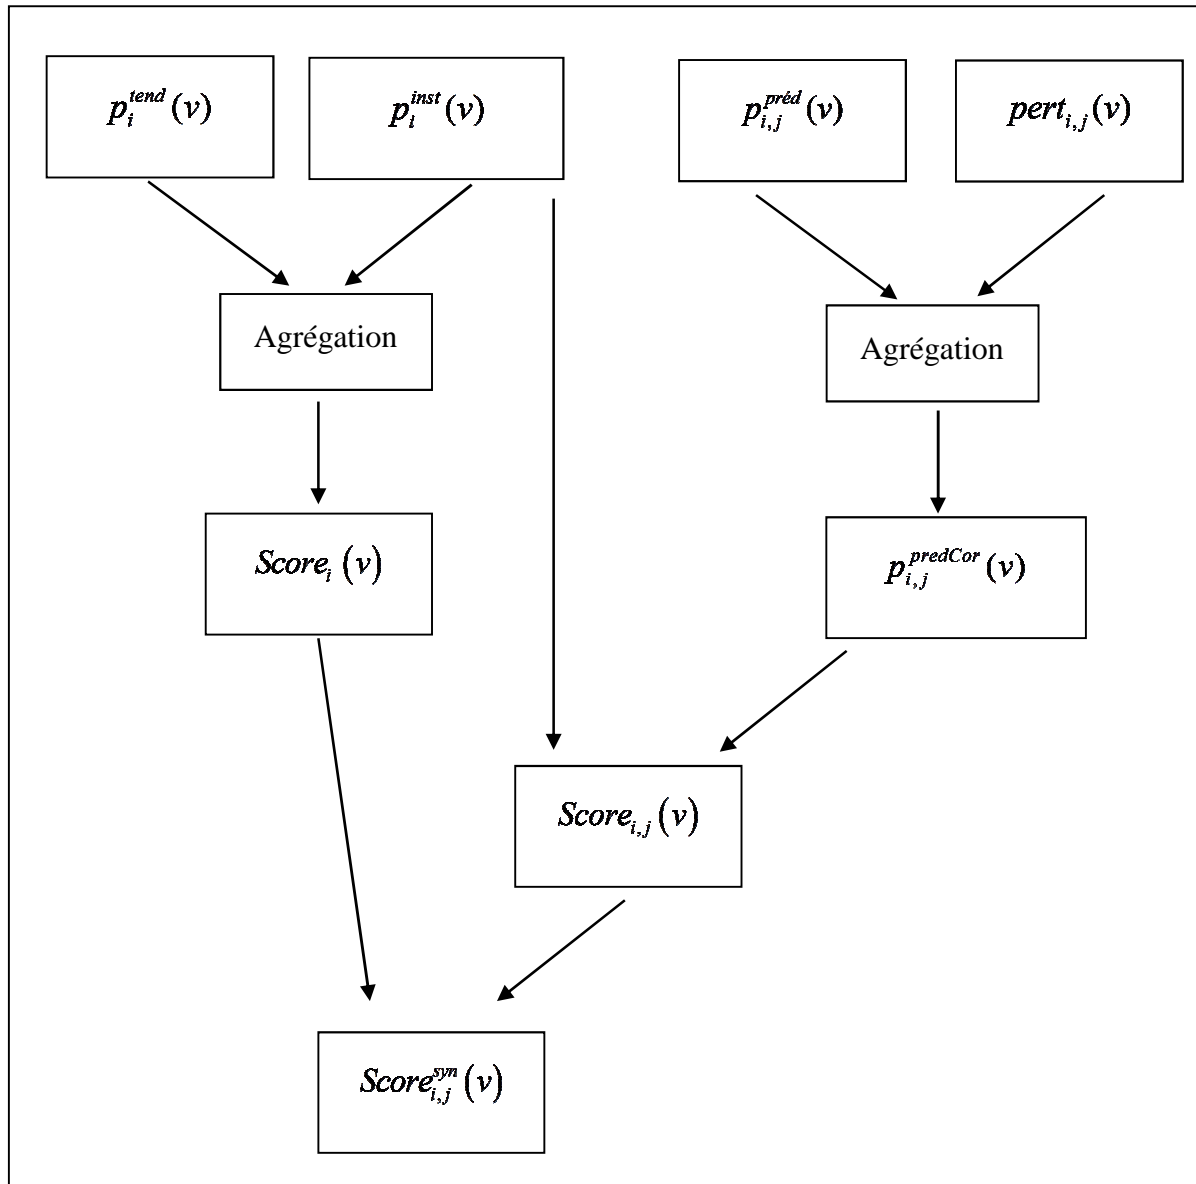 p_i^{tend}(v)
p_i^{inst}(v)
p_{i,j}^{préd}(v)
pert_{i,j}(v)
Agrégation
Agrégation
Score_i(v)
p_{i,j}^{predCor}(v)
Score_{i,j}(v)
Score_{i,j}^{syn}(v)